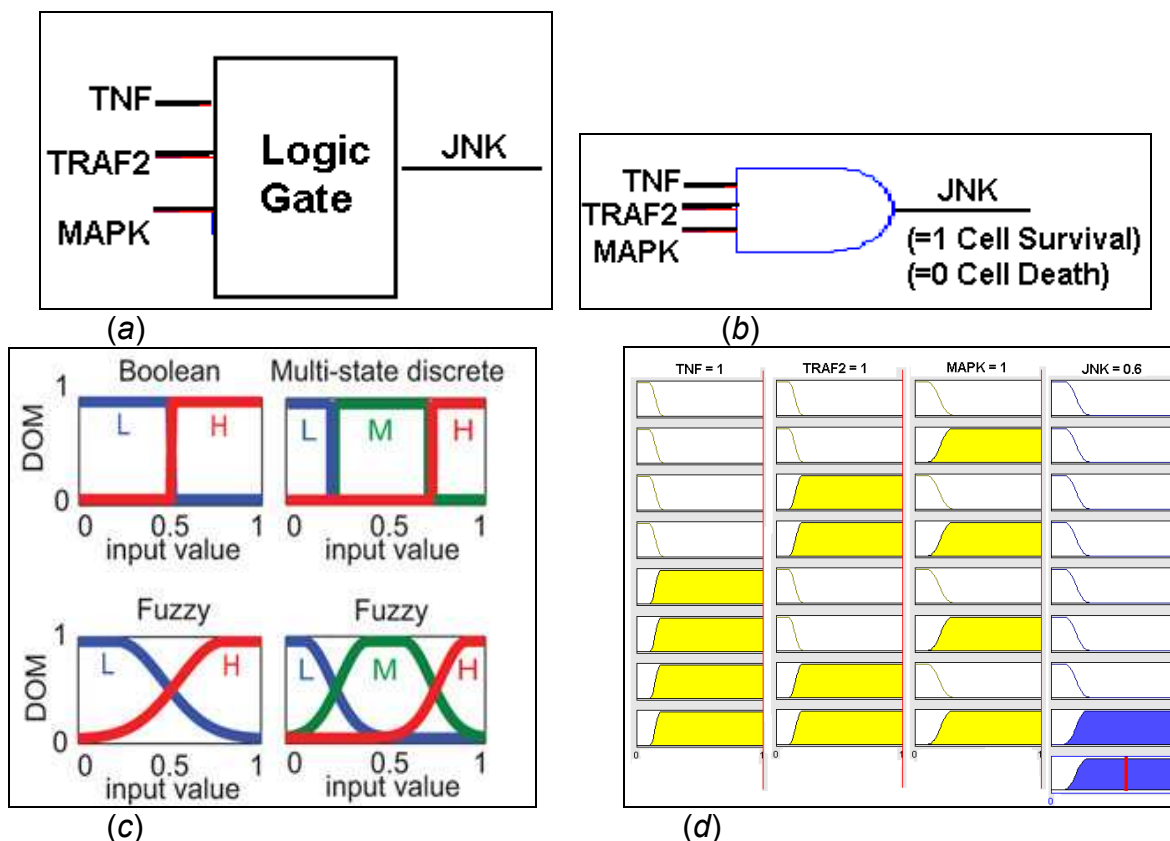 TNF
TRAF2
MAPK
Logic
Gate
JNK
(a)
TNF
TRAF2
MAPK
JNK
(=1 Cell Survival)
(=0 Cell Death)
(b)
Boolean
Multi-state discrete
DOM
1
0
L
H
L
M
H
0 0.5 1
0 0.5 1
input value
input value
Fuzzy
Fuzzy
DOM
1
0
L
H
L
M
H
0 0.5 1
0 0.5 1
input value
input value
(c)
TNF = 1
TRAF2 = 1
MAPK = 1
JNK = 0.6
0 1
0 1
0 1
0
(d)